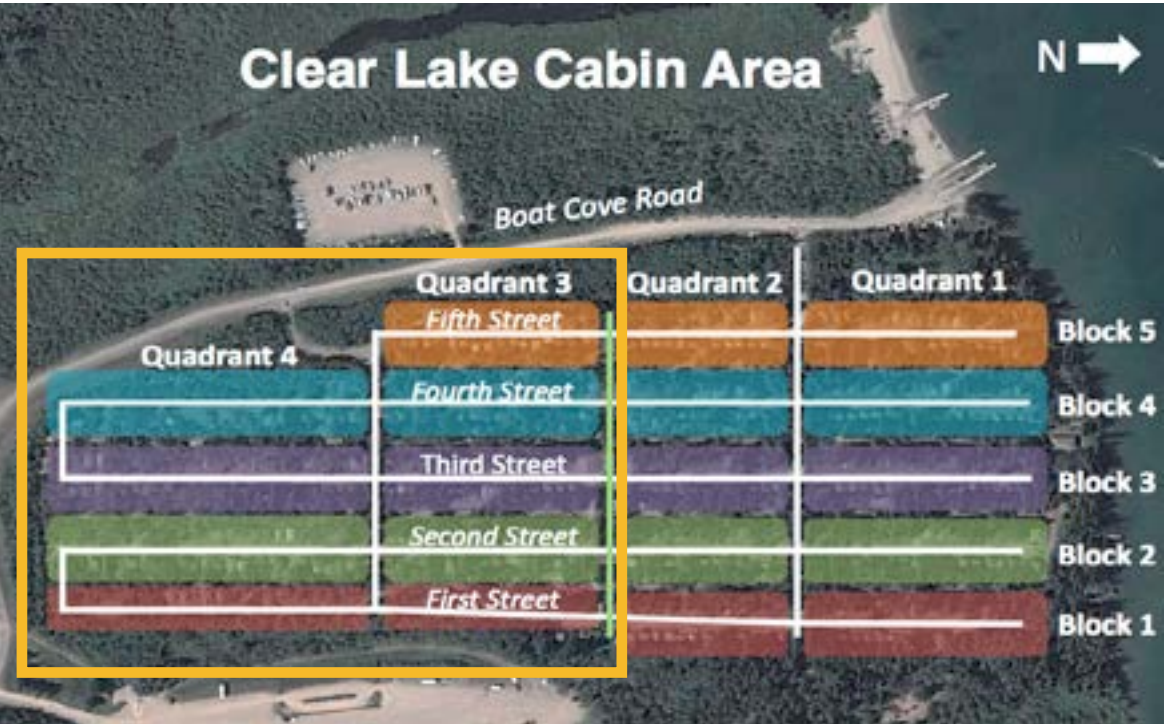 Clear Lake Cabin Area
N
Boat Cove Road
Quadrant 3
Quadrant 2
Quadrant 1
Fifth Street
Block 5
Quadrant 4
Fourth Street
Block 4
Third Street
Block 3
Second Street
Block 2
First Street
Block 1